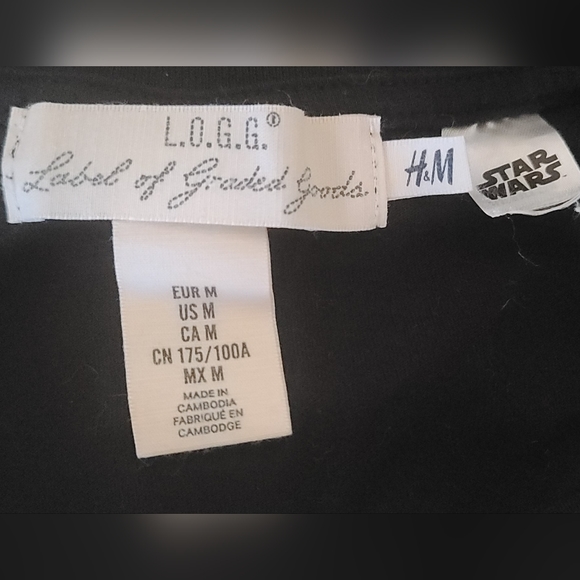 L.O.G.G.®
Label of Graded Goods
H&M
STAR
WARS
EUR M
US M
CA M
CN 175/100A
MX M
MADE IN
CAMBODIA
FABRIQUÉ EN
CAMBODGE